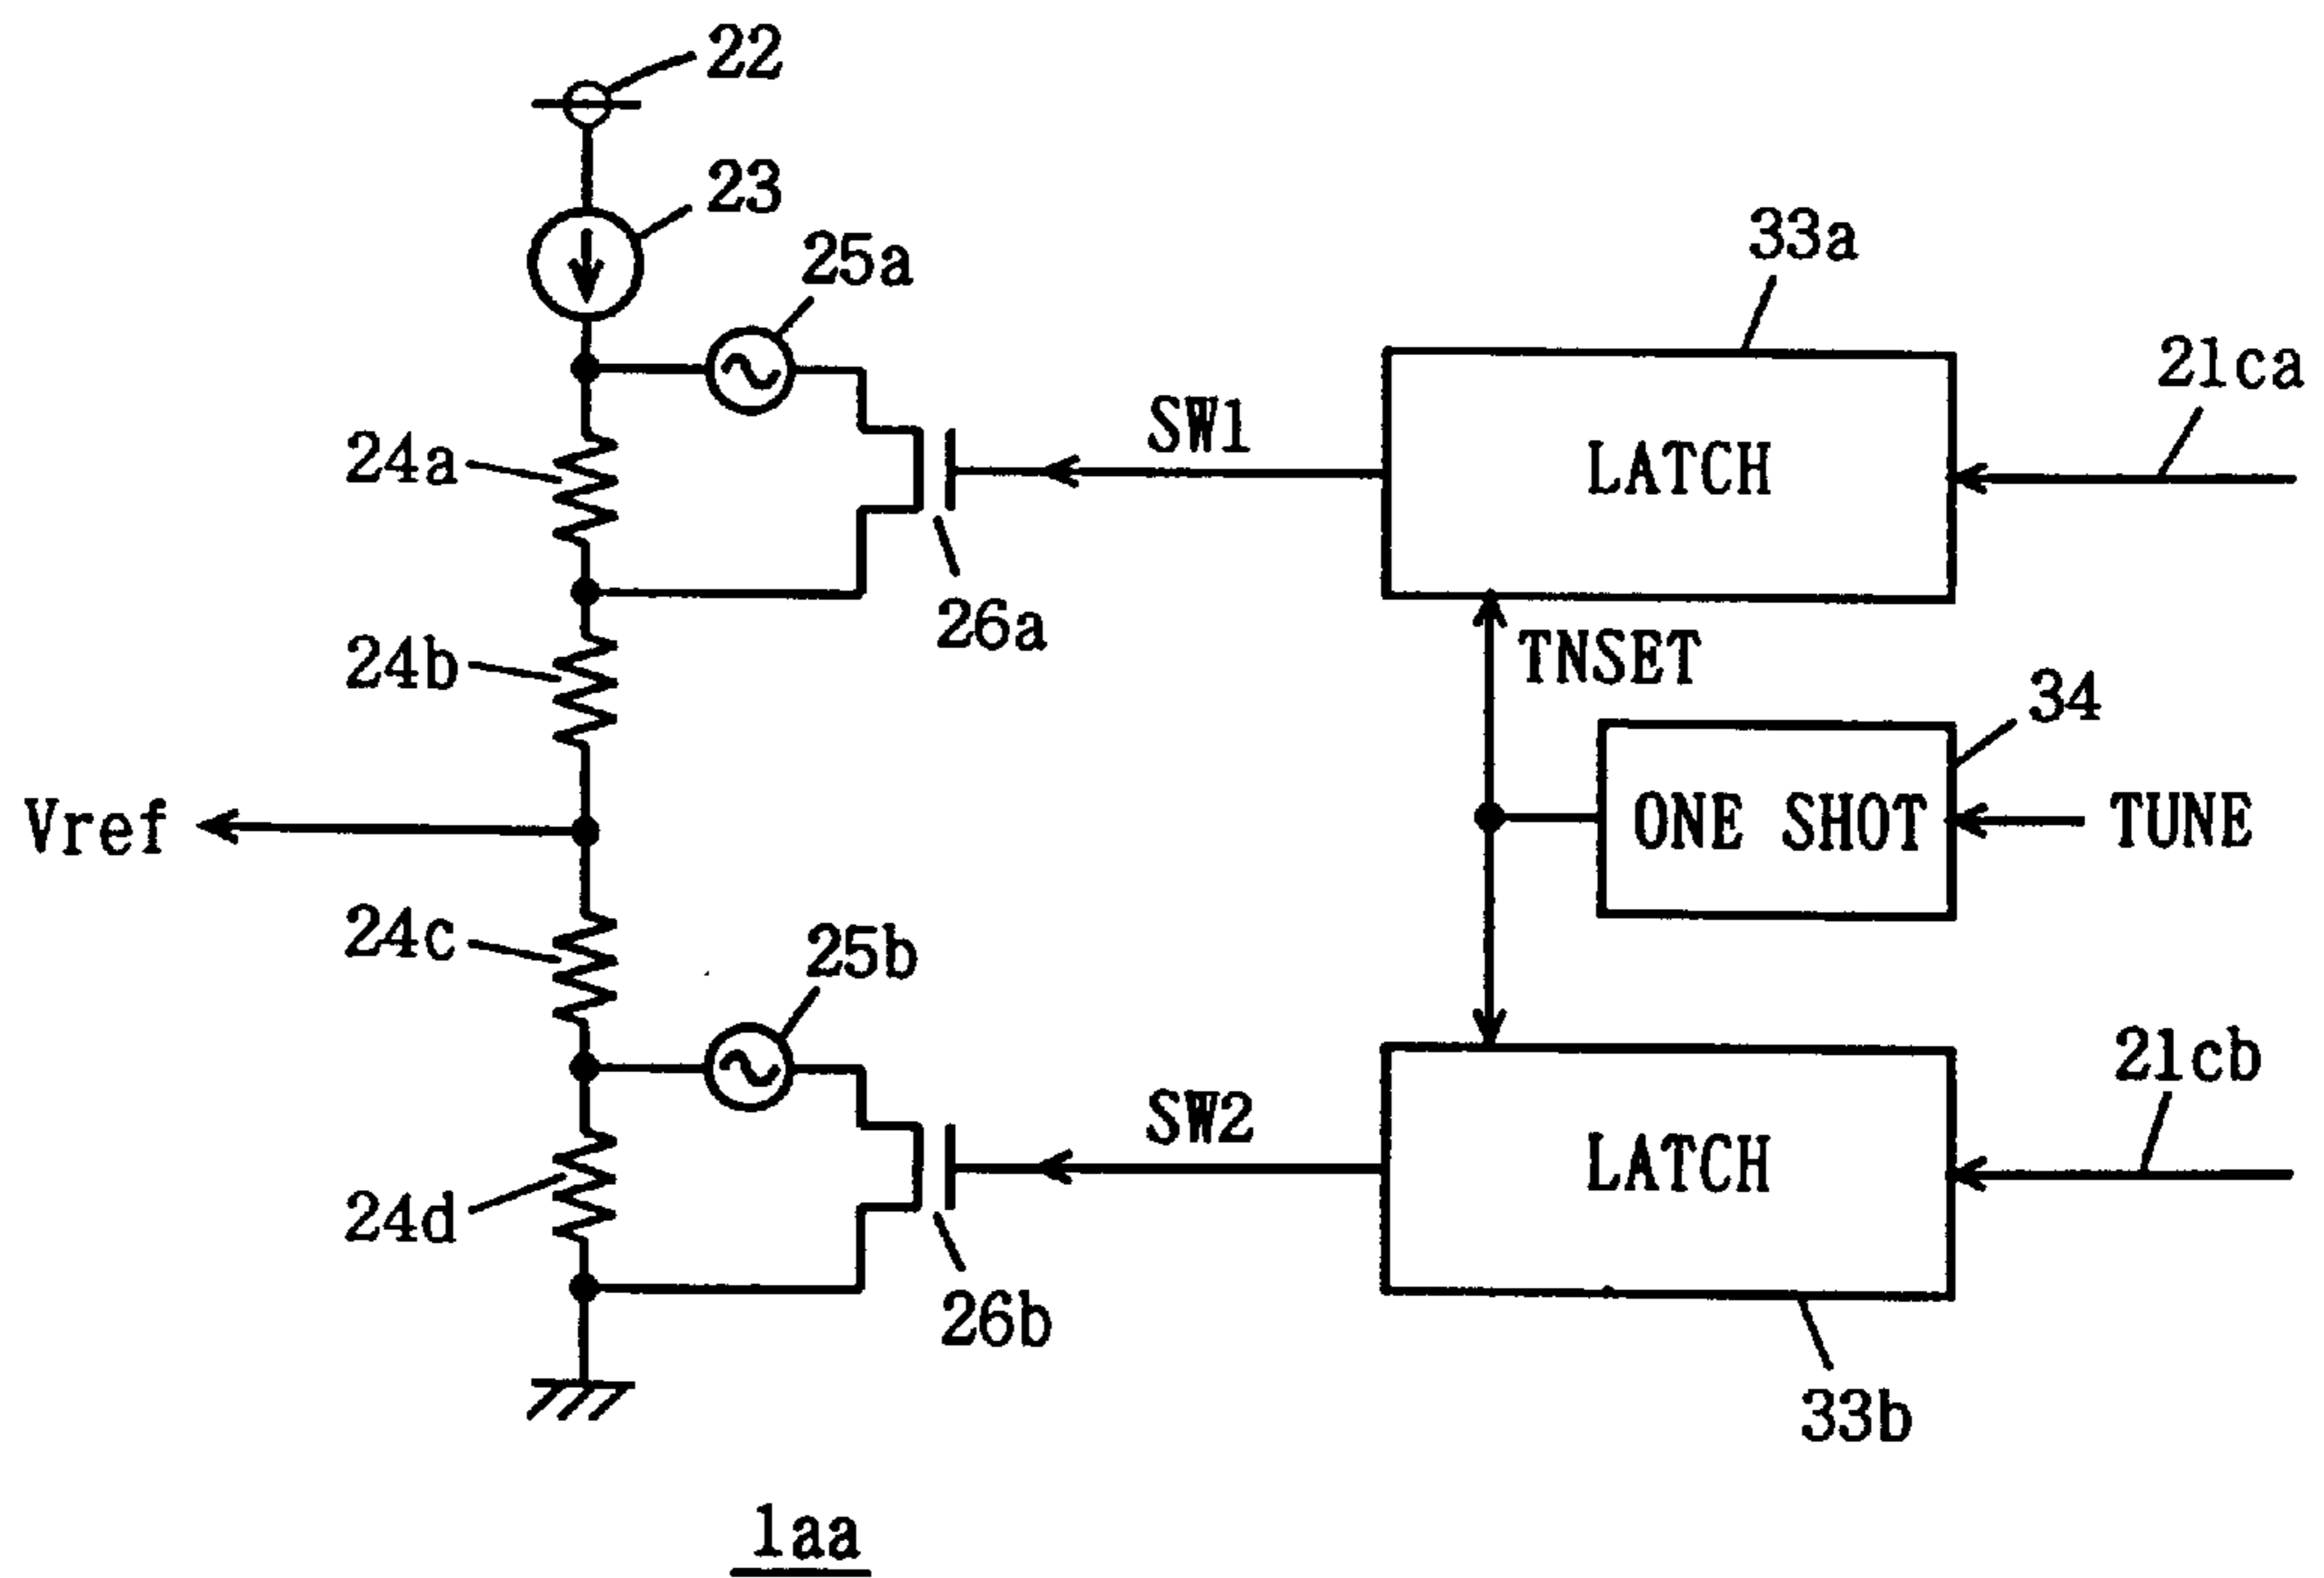 22
23
25a
33a
21ca
SW1
24a
LATCH
26a
24b
TNSET
34
Vref
ONE SHOT
TUNE
24c
25b
21cb
SW2
24d
LATCH
26b
33b
1aa